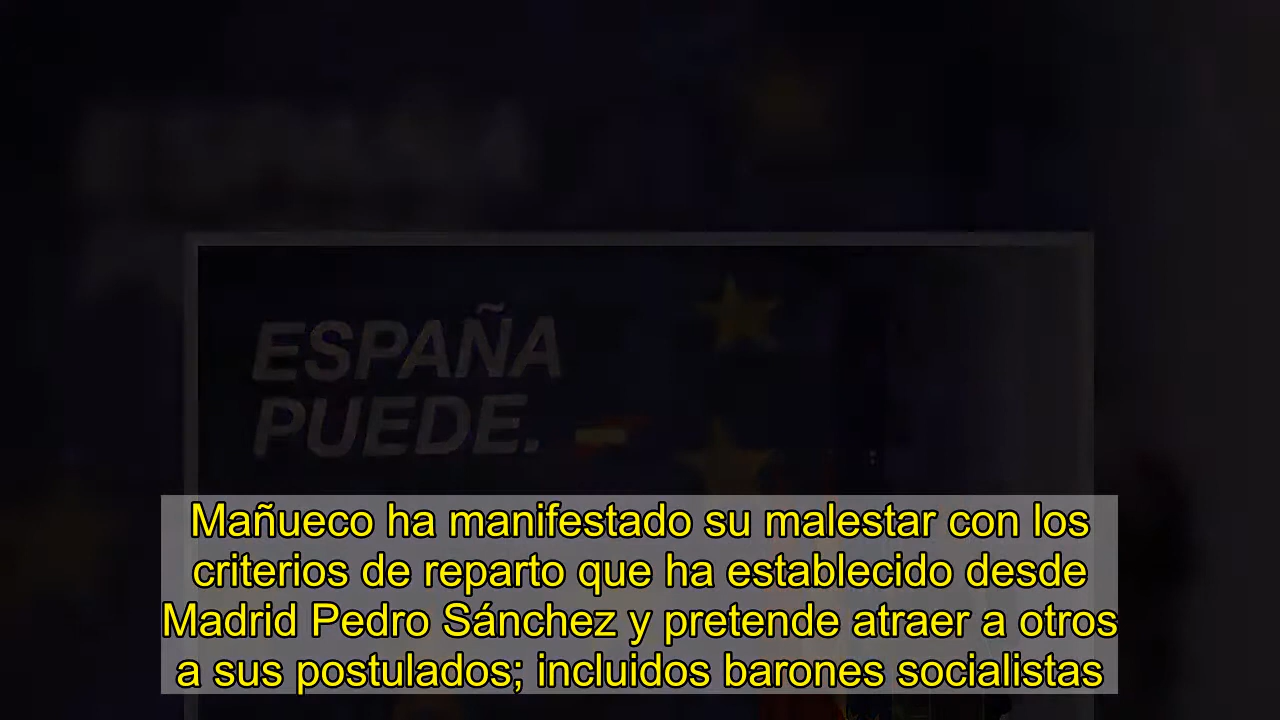 ESPAÑA
PUEDE.
Mañueco ha manifestado su malestar con los
criterios de reparto que ha establecido desde
Madrid Pedro Sánchez y pretende atraer a otros
a sus postulados; incluidos barones socialistas